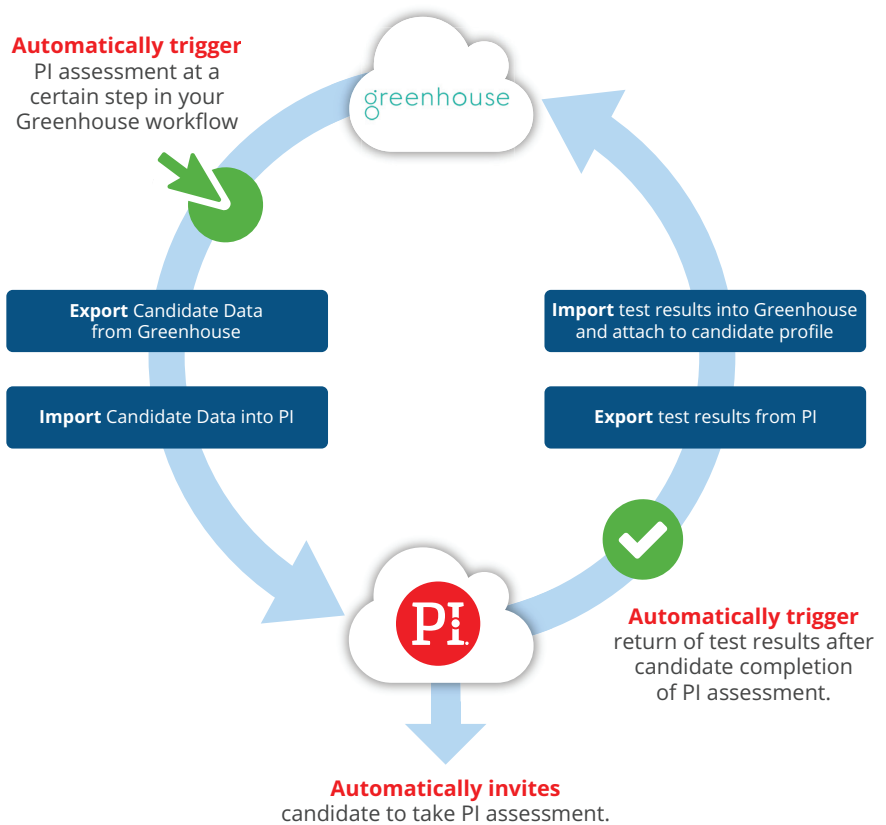 Automatically trigger
PI assessment at a
certain step in your
Greenhouse workflow
greenhouse
Export Candidate Data
from Greenhouse
Import Candidate Data into PI
Import test results into Greenhouse
and attach to candidate profile
Export test results from PI
PI.
Automatically trigger
return of test results after
candidate completion
of PI assessment.
Automatically invites
candidate to take PI assessment.